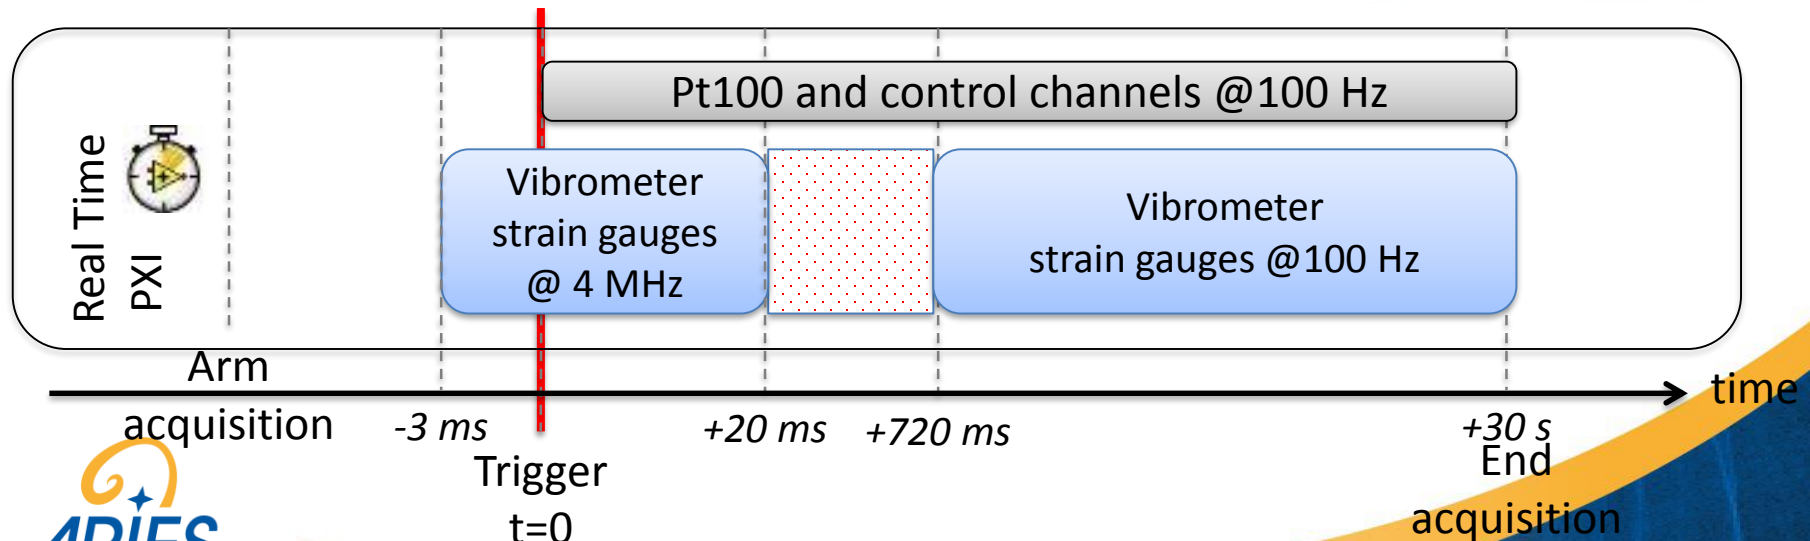 Pt100 and control channels @100 Hz
Real Time
PXI
Vibrometer
strain gauges
@ 4 MHz
Vibrometer
strain gauges @100 Hz
Arm
acquisition
time
-3 ms
+20 ms
+720 ms
+30 s
Trigger
t=0
End
acquisition
ARIES